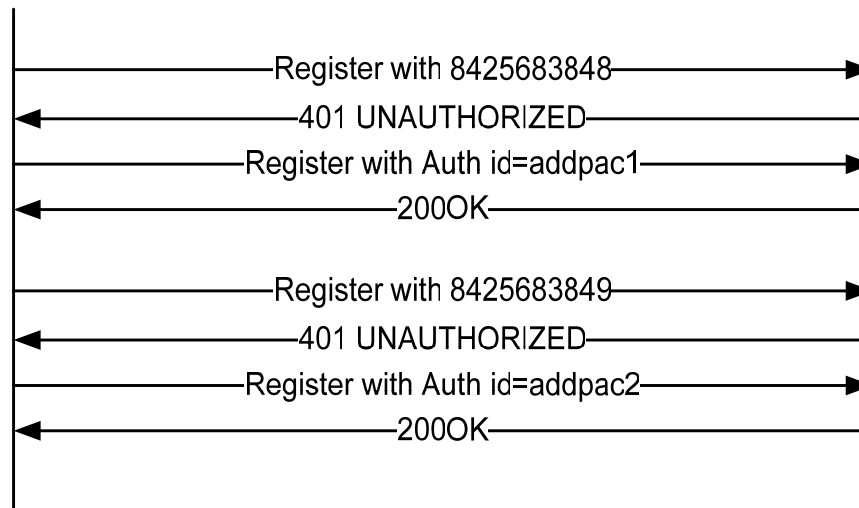 Register with 8425683848
401 UNAUTHORIZED
Register with Auth id=addpac1
200OK
Register with 8425683849
401 UNAUTHORIZED
Register with Auth id=addpac2
200OK